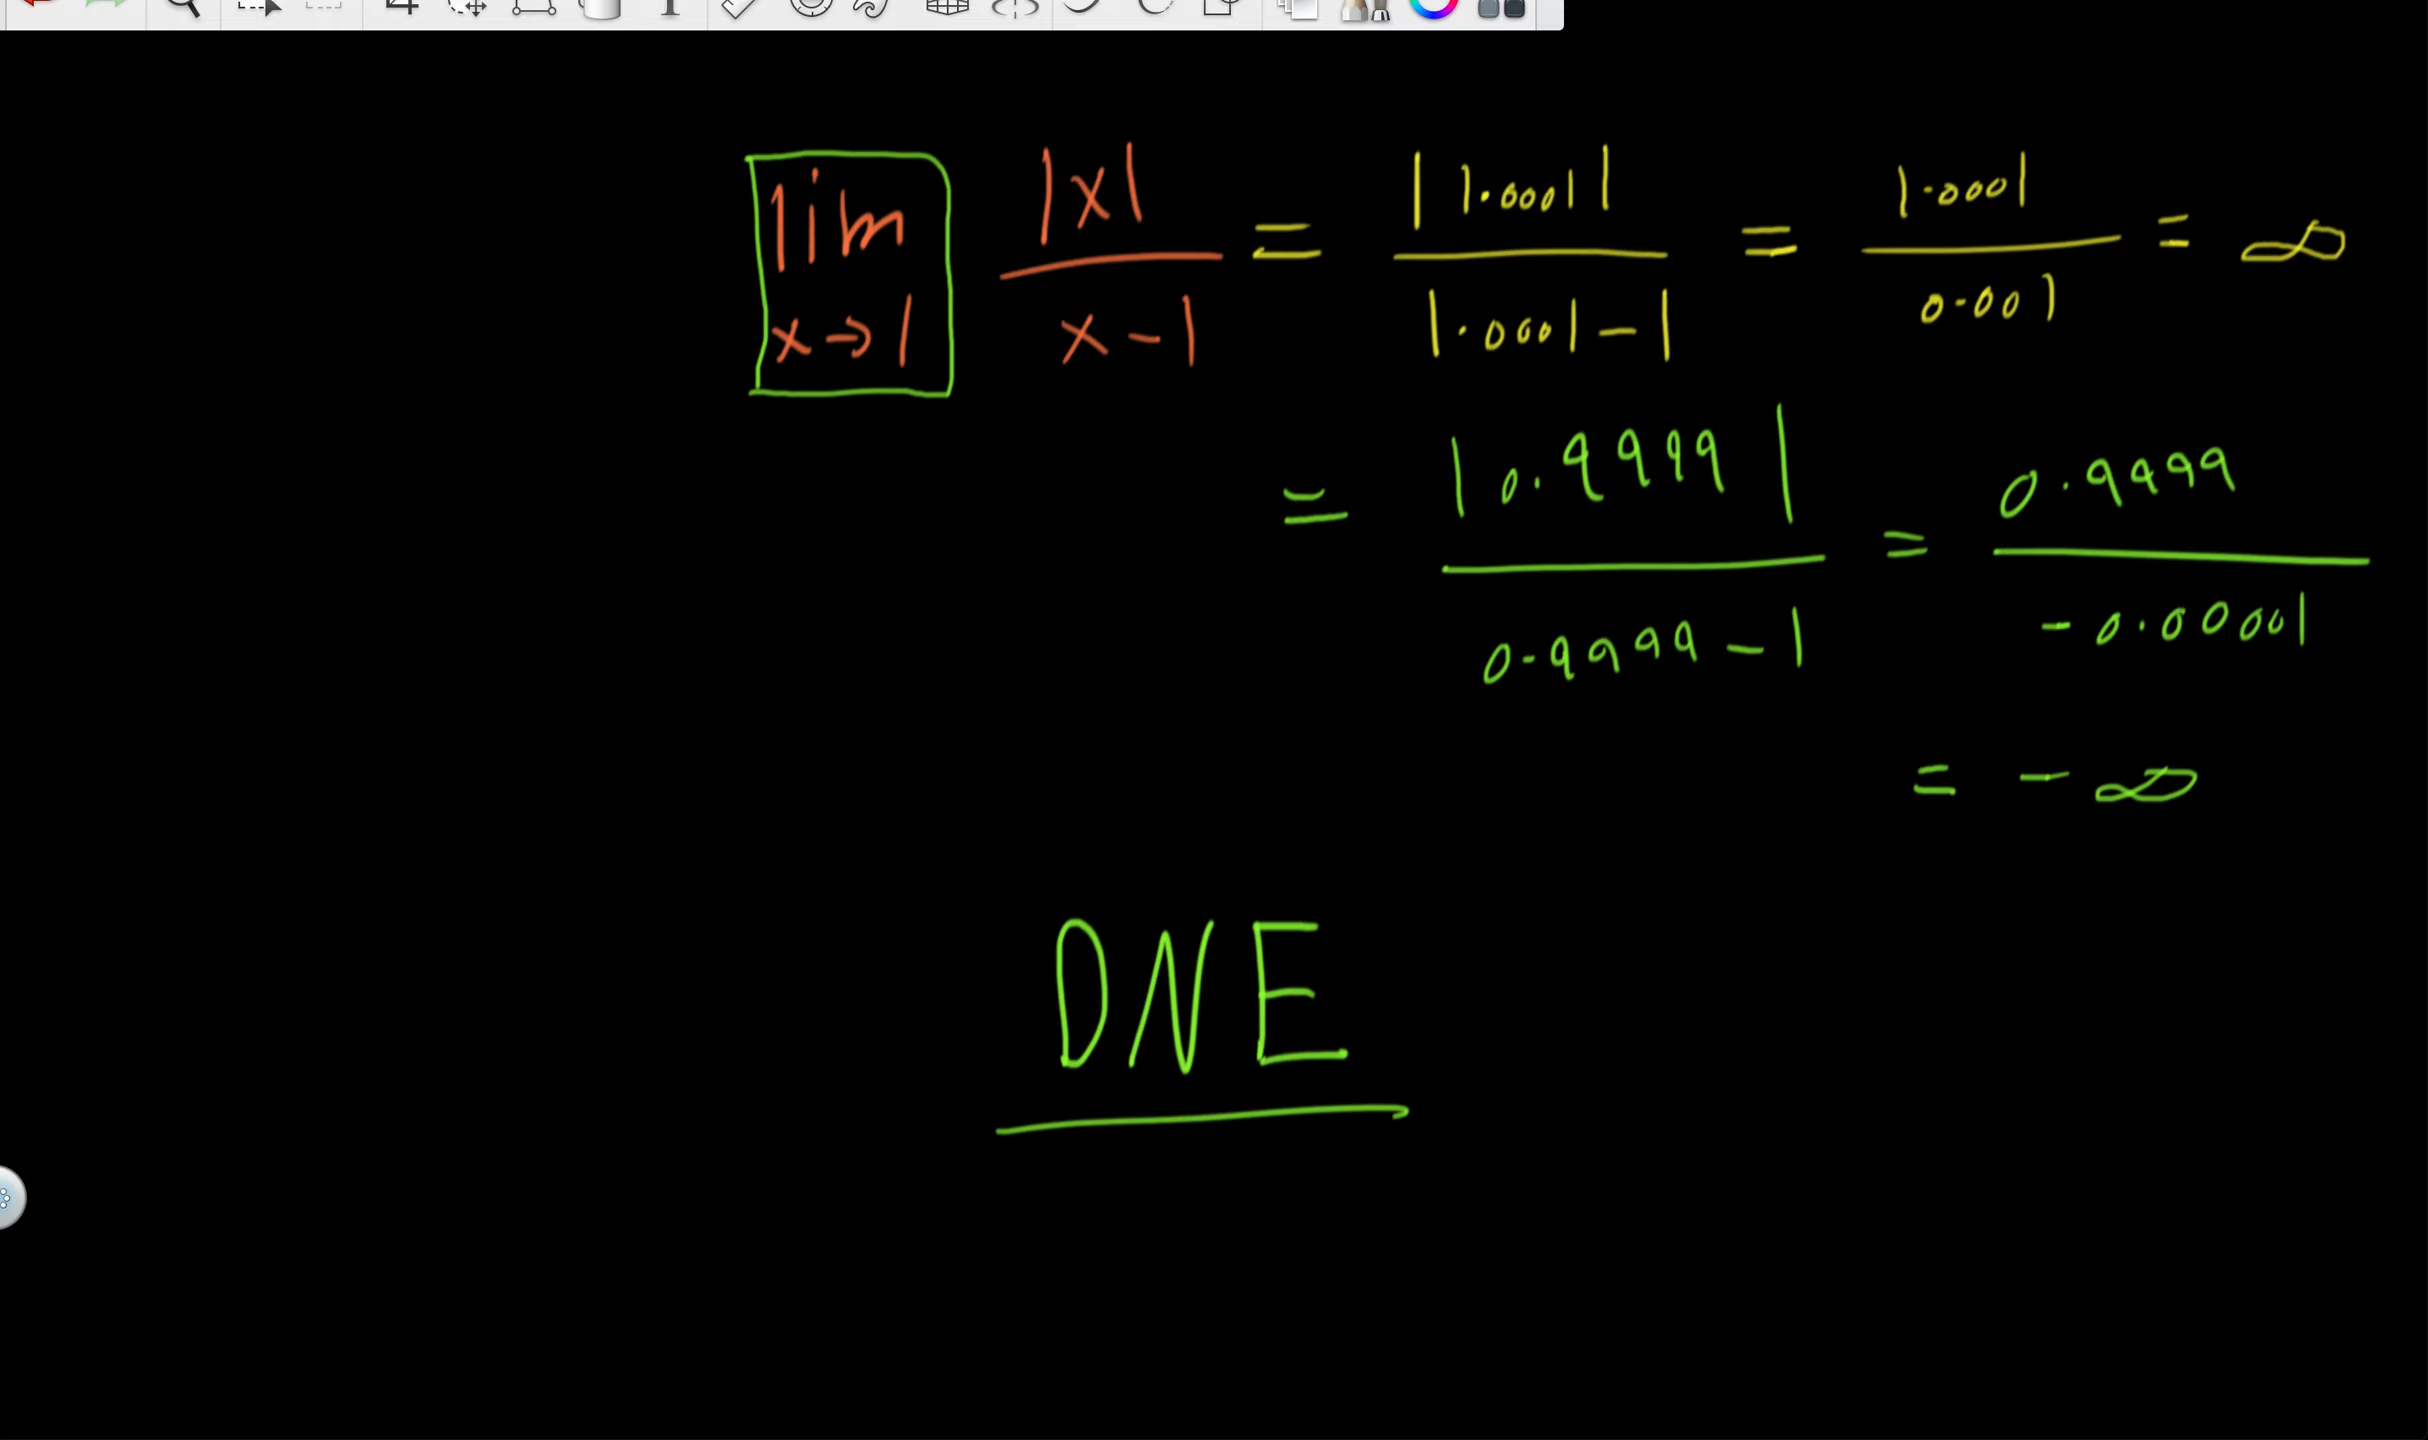 lim x→1 |x| / x - 1 = |1.0001| / 1.0001 - 1 = 1.0001 / 0.001 = ∞
= |0.9999| / 0.9999 - 1 = 0.9999 / -0.00001
= -∞
DNE